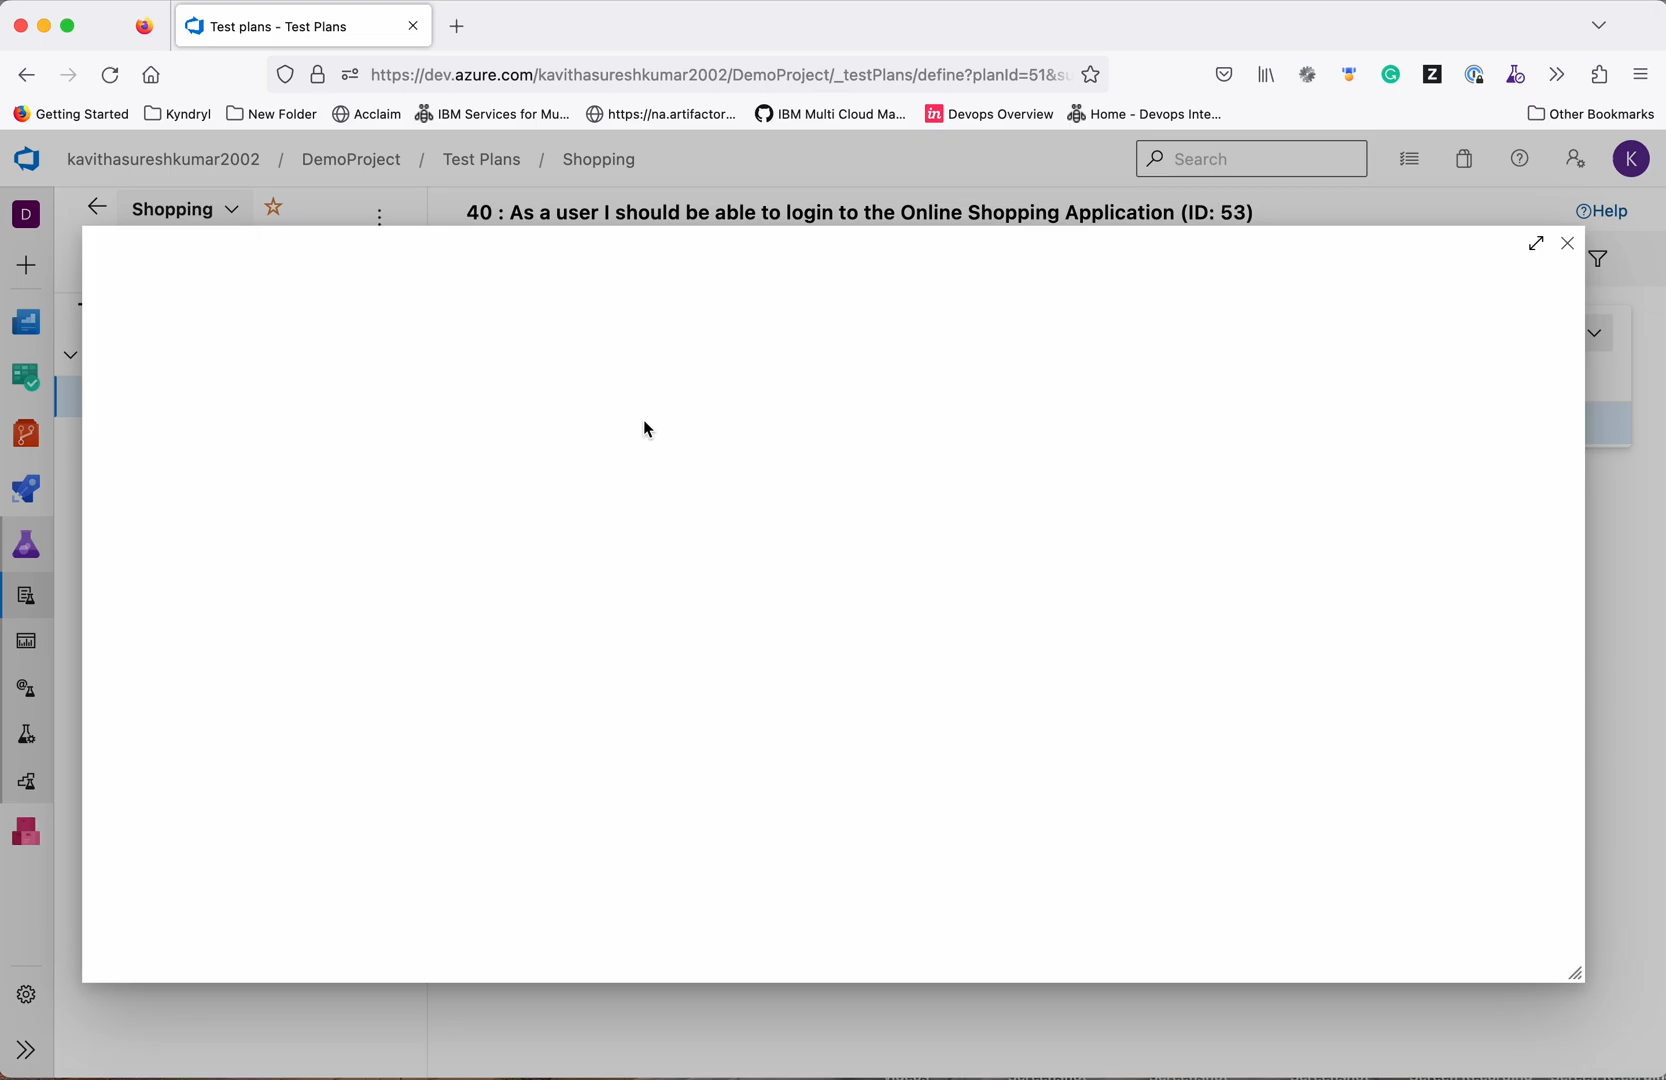 Test plans - Test Plans
https://dev.azure.com/kavithasureshkumar2002/DemoProject/_testPlans/define?planId=51&su
Getting Started
Kyndryl
New Folder
Acclaim
IBM Services for Mu...
https://na.artifactor...
IBM Multi Cloud Ma...
in Devops Overview
Home - Devops Inte...
Other Bookmarks
kavithasureshkumar2002 / DemoProject / Test Plans / Shopping
Search
K
D
Shopping
40 : As a user I should be able to login to the Online Shopping Application (ID: 53)
Help